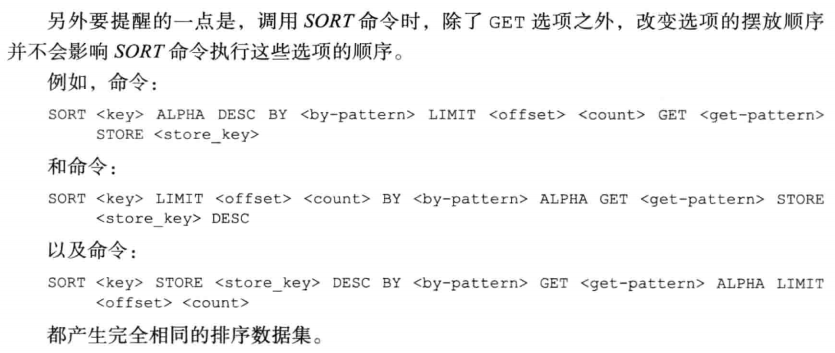 另外要提醒的一点是，调用 SORT 命令时，除了 GET 选项之外，改变选项的摆放顺序
并不会影响 SORT 命令执行这些选项的顺序。
例如，命令：
SORT <key> ALPHA DESC BY <by-pattern> LIMIT <offset> <count> GET <get-pattern>
STORE <store_key>
和命令：
SORT <key> LIMIT <offset> <count> BY <by-pattern> ALPHA GET <get-pattern> STORE
<store_key> DESC
以及命令：
SORT <key> STORE <store_key> DESC BY <by-pattern> GET <get-pattern> ALPHA LIMIT
<offset> <count>
都产生完全相同的排序数据集。